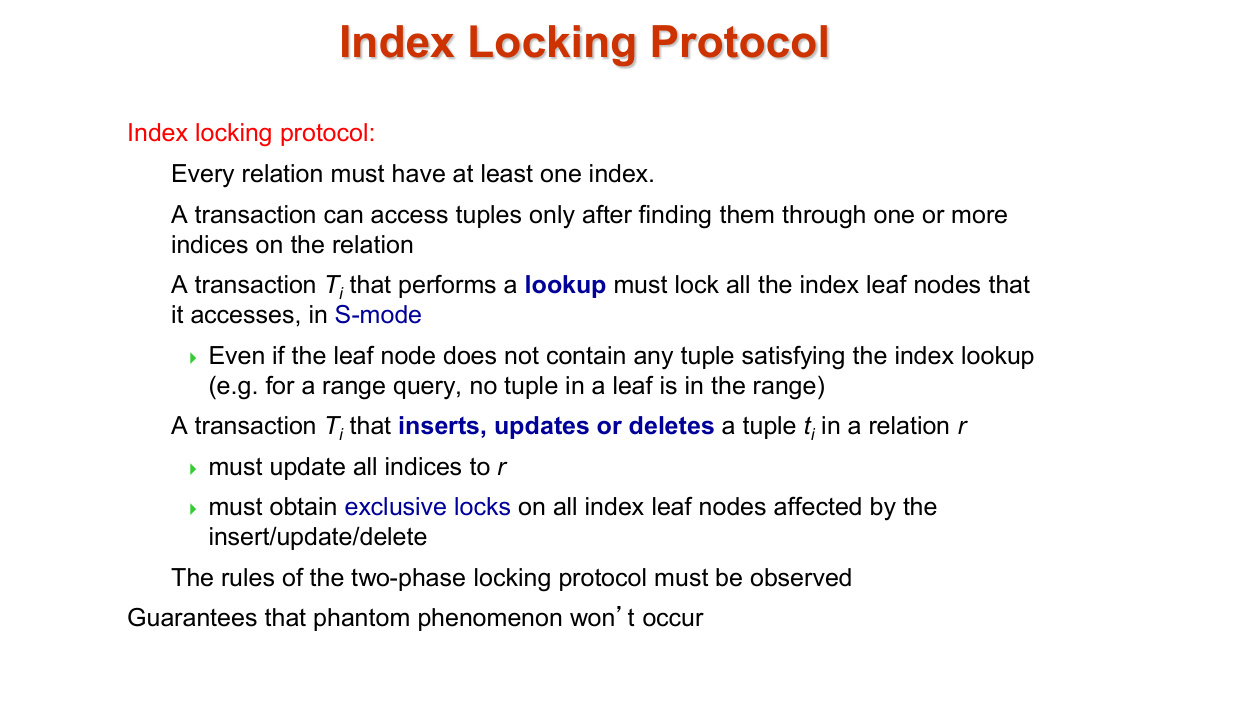 Index Locking Protocol
Index locking protocol:
Every relation must have at least one index.
A transaction can access tuples only after finding them through one or more
indices on the relation
A transaction Ti that performs a lookup must lock all the index leaf nodes that
it accesses, in S-mode
Even if the leaf node does not contain any tuple satisfying the index lookup
(e.g. for a range query, no tuple in a leaf is in the range)
A transaction Ti that inserts, updates or deletes a tuple ti in a relation r
must update all indices to r
must obtain exclusive locks on all index leaf nodes affected by the
insert/update/delete
The rules of the two-phase locking protocol must be observed
Guarantees that phantom phenomenon won’t occur